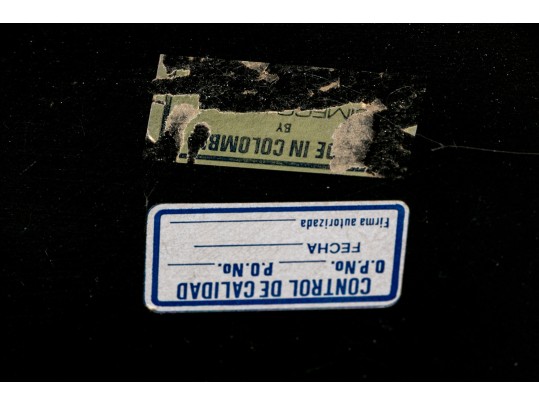 CONTROL DE CALIDAD
O.P.No. P.O.No.
FECHA
Firma autorizada
DE IN COLOMB
BY